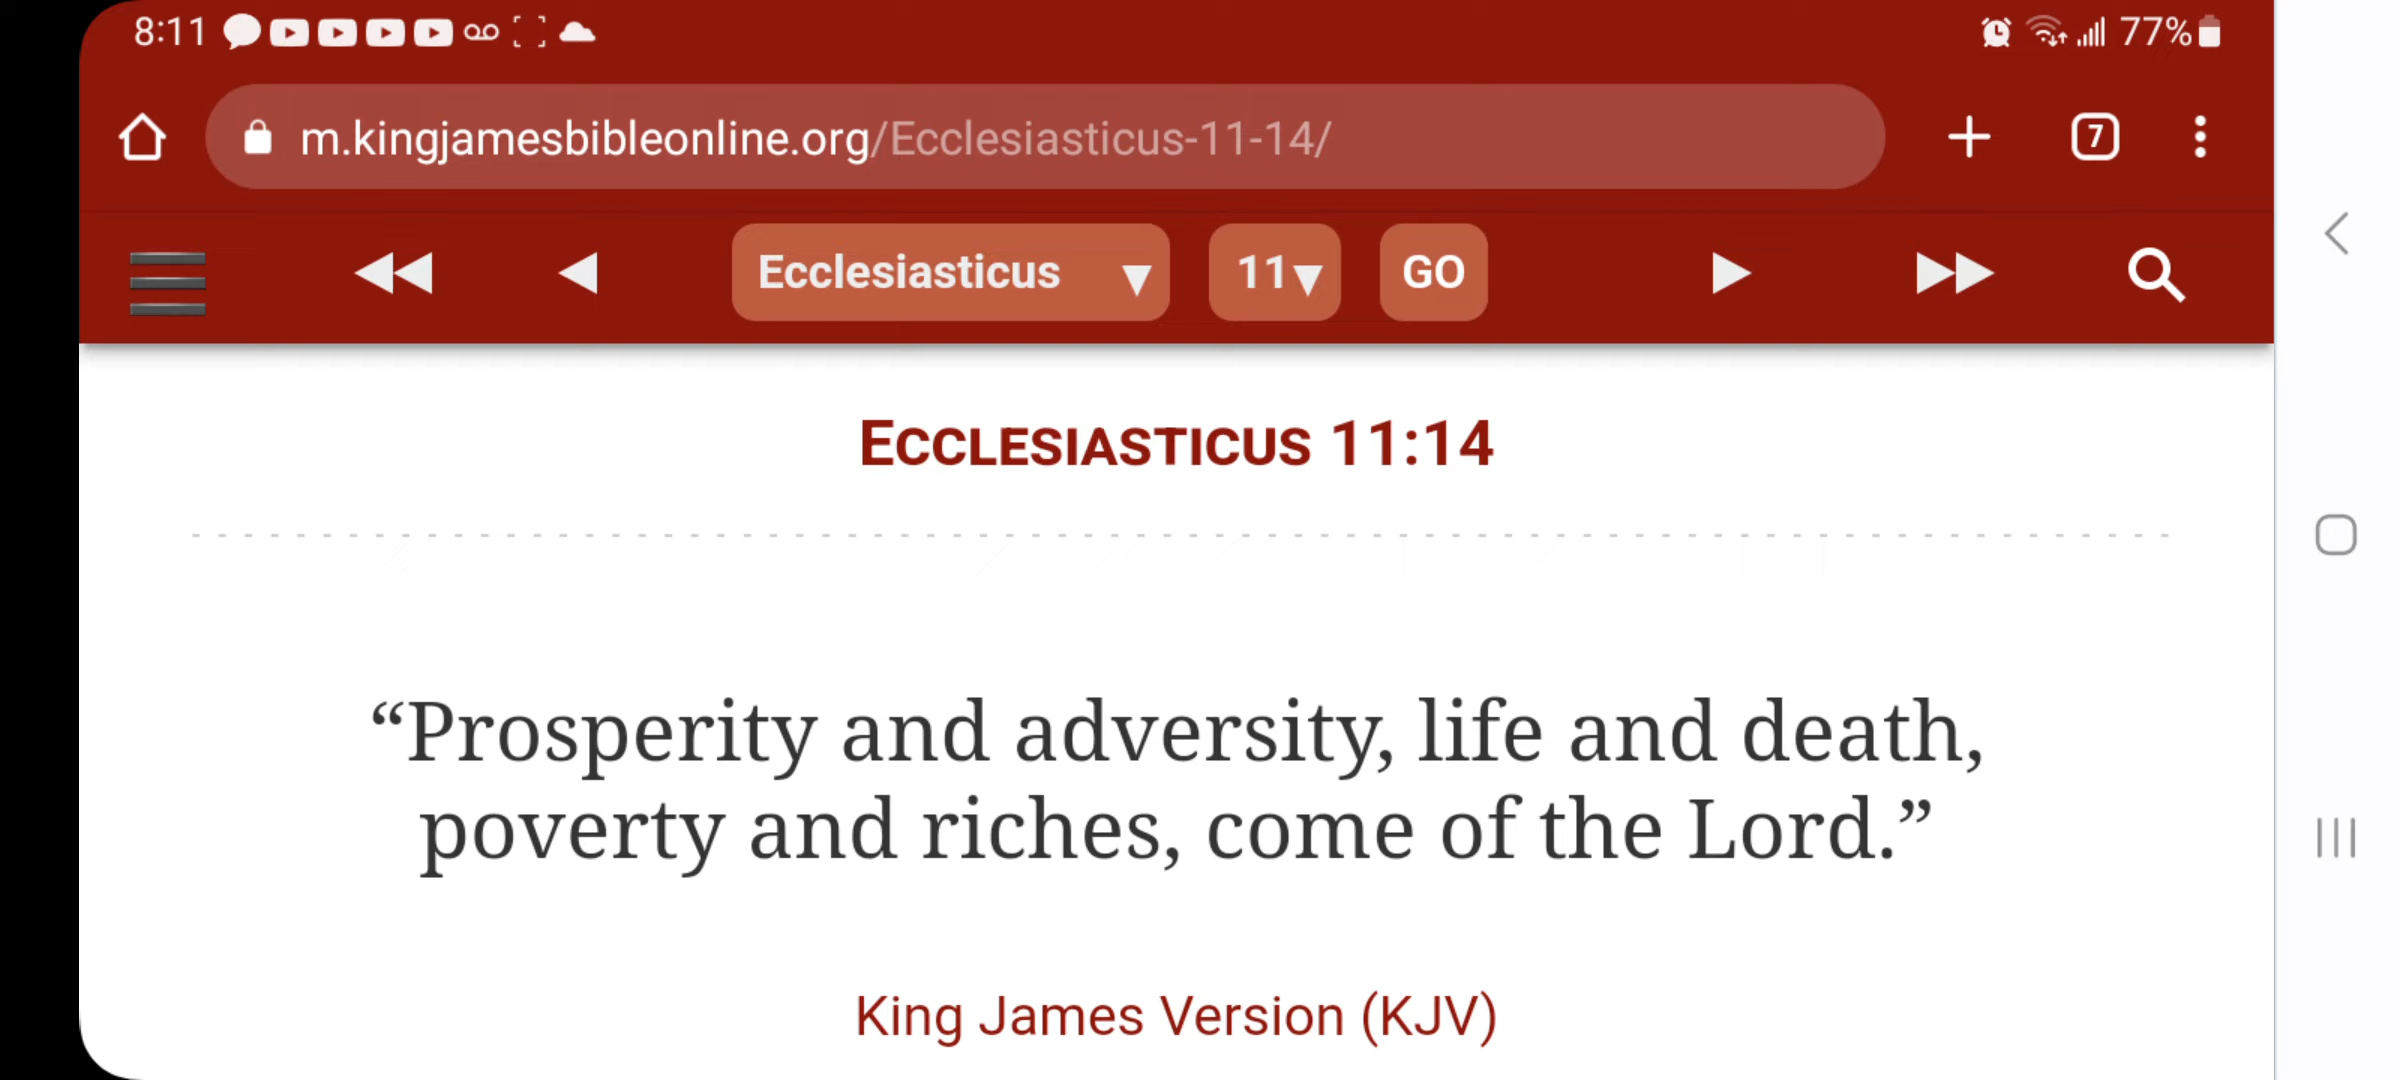 8:11 77%
m.kingjamesbibleonline.org/Ecclesiasticus-11-14/ 7
Ecclesiasticus 11 GO
ECCLESIASTICUS 11:14
“Prosperity and adversity, life and death,
poverty and riches, come of the Lord.”
King James Version (KJV)